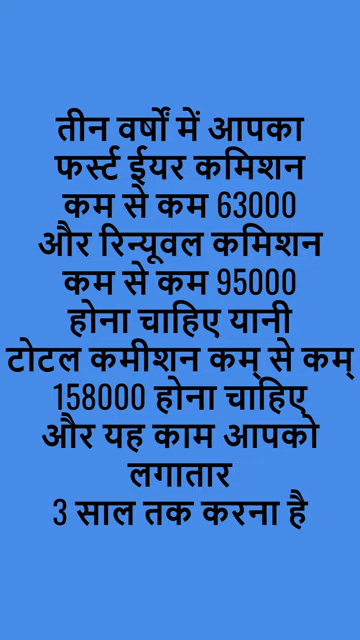 तीन वर्षों में आपका
फर्स्ट ईयर कमिशन
कम से कम 63000
और रिन्यूवल कमिशन
कम से कम 95000
होना चाहिए यानी
टोटल कमीशन कम् से कम्
158000 होना चाहिए
और यह काम आपको
लगातार
3 साल तक करना है